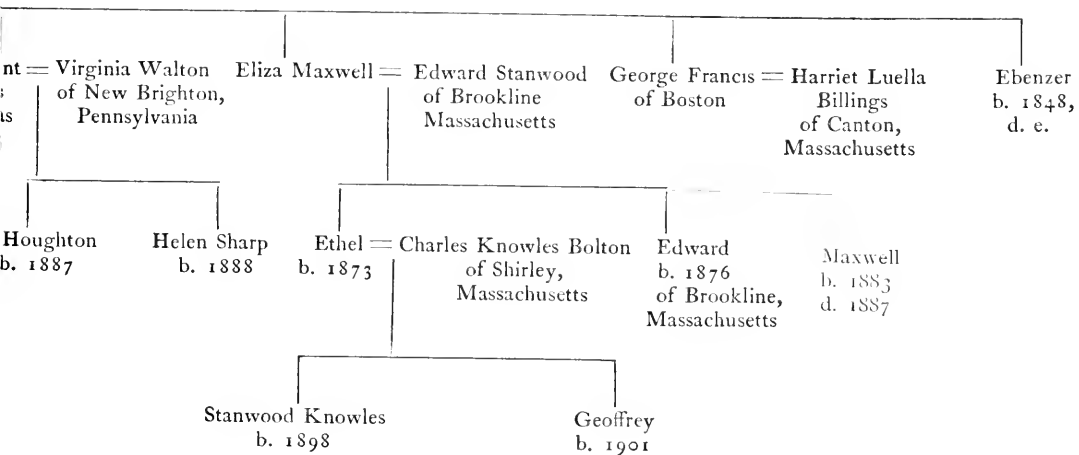 nt = Virginia Walton
of New Brighton,
Pennsylvania
Eliza Maxwell = Edward Stanwood
of Brookline
Massachusetts
George Francis = Harriet Luella
of Boston
Billings
of Canton,
Massachusetts
Ebenzer
b. 1848,
d. e.
Houghton
b. 1887
Helen Sharp
b. 1888
Ethel = Charles Knowles Bolton
b. 1873
of Shirley,
Massachusetts
Edward
b. 1876
of Brookline,
Massachusetts
Maxwell
b. 1883
d. 1887
Stanwood Knowles
b. 1898
Geoffrey
b. 1901